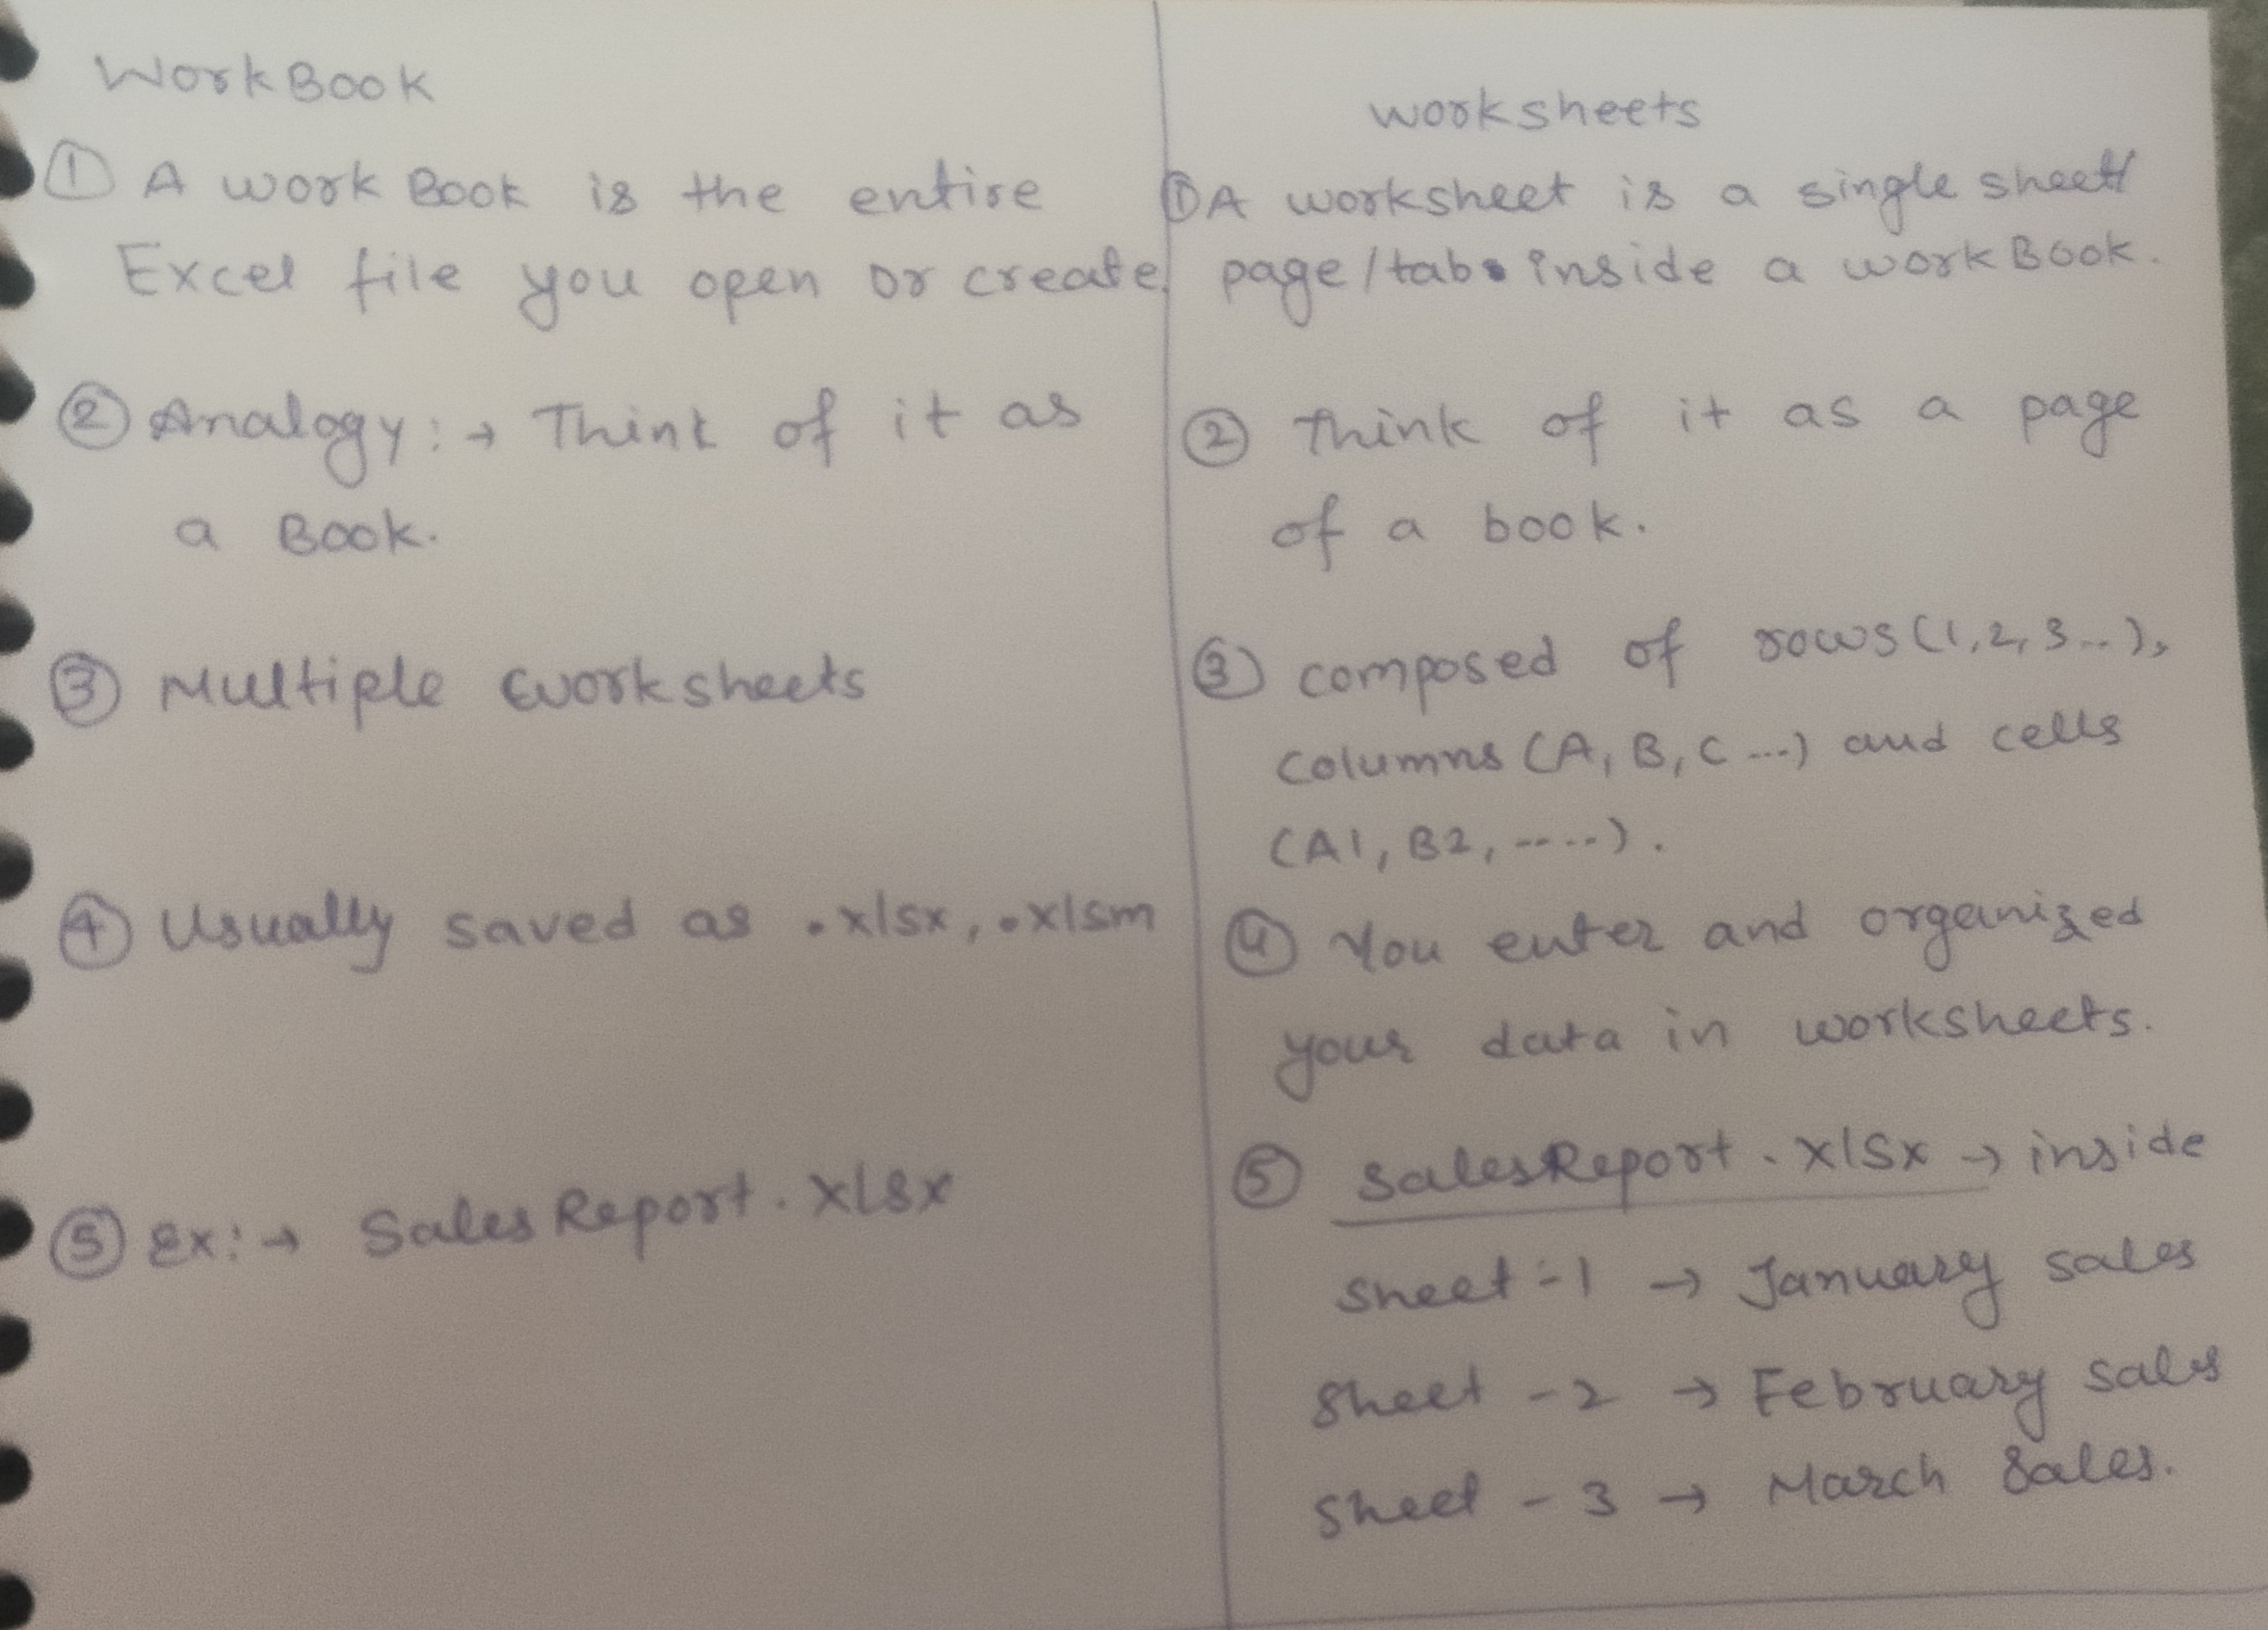 WorkBook
① A work Book is the entire
Excel file you open or create.
② Analogy:→ Think of it as
a Book.
③ Multiple worksheets
④ Usually saved as .xlsx, .xlsm
⑤ Ex:→ Sales Report.xlsx
worksheets
① A worksheet is a single sheet/
page/tab inside a work Book.
② Think of it as a page
of a book.
③ composed of rows (1,2,3...),
columns (A, B, C ...) and cells
(A1, B2, .....).
④ You enter and organized
your data in worksheets.
⑤ SalesReport.xlsx → inside
Sheet-1 → January sales
Sheet -2 → February sales
Sheet -3 → March Sales.